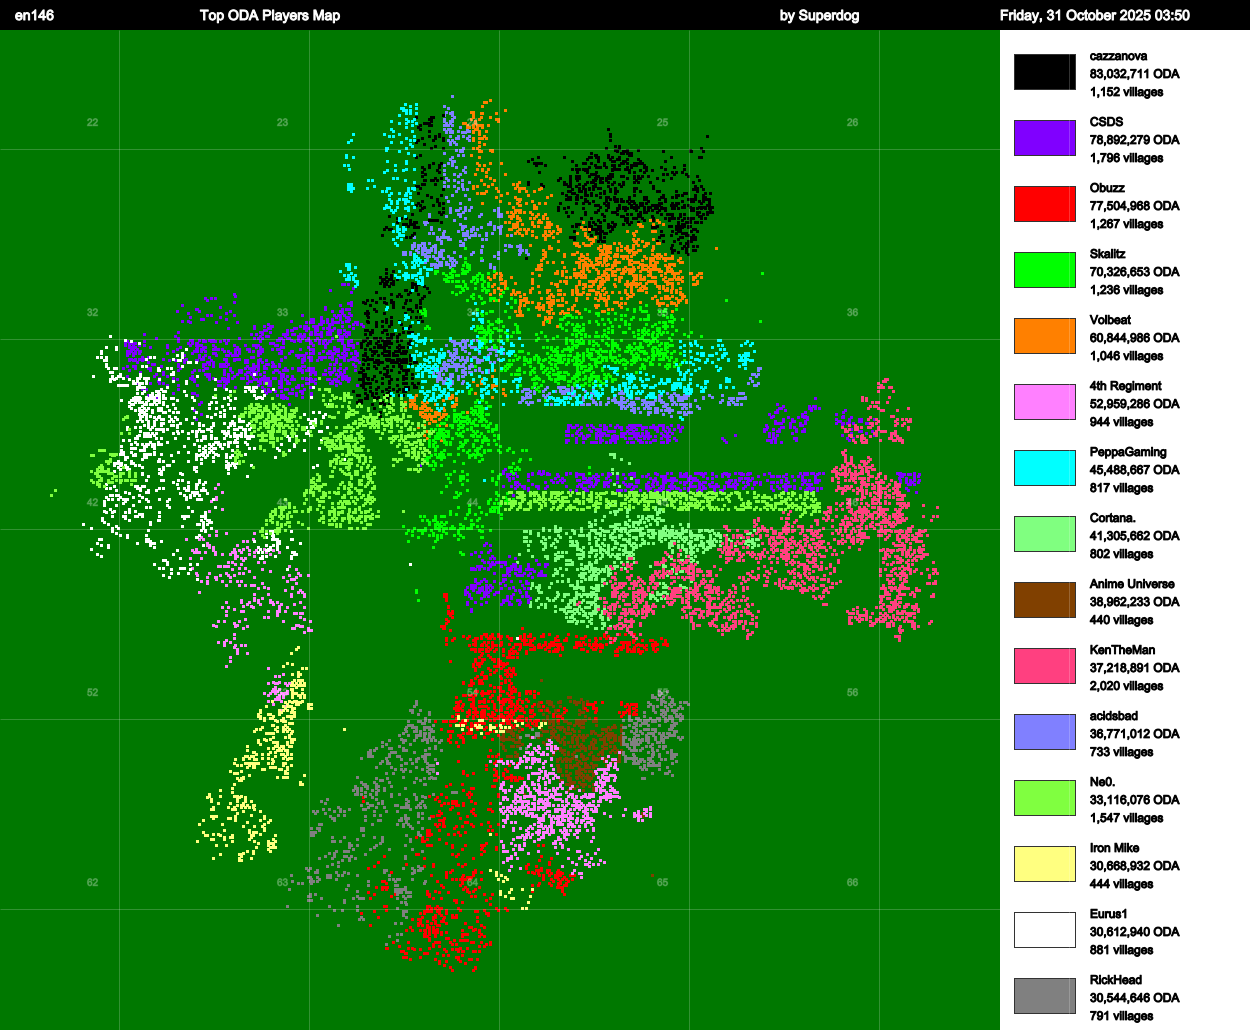 en146 Top ODA Players Map by Superdog Friday, 31 October 2025 03:50
cazzanova
83,032,711 ODA
1,152 villages
CSDS
78,892,279 ODA
1,796 villages
Obuzz
77,504,968 ODA
1,267 villages
Skalitz
70,326,653 ODA
1,236 villages
Volbeat
60,844,986 ODA
1,046 villages
4th Regiment
52,959,286 ODA
944 villages
PeppaGaming
45,488,667 ODA
817 villages
Cortana.
41,305,662 ODA
802 villages
Anime Universe
38,962,233 ODA
440 villages
KenTheMan
37,218,891 ODA
2,020 villages
acidsbad
36,771,012 ODA
733 villages
Ne0.
33,116,076 ODA
1,547 villages
Iron Mike
30,668,932 ODA
444 villages
Eurus1
30,612,940 ODA
881 villages
RickHead
30,544,646 ODA
791 villages
22 23 25 26
32 33 36
42 44
52 54 56
62 63 64 65 66